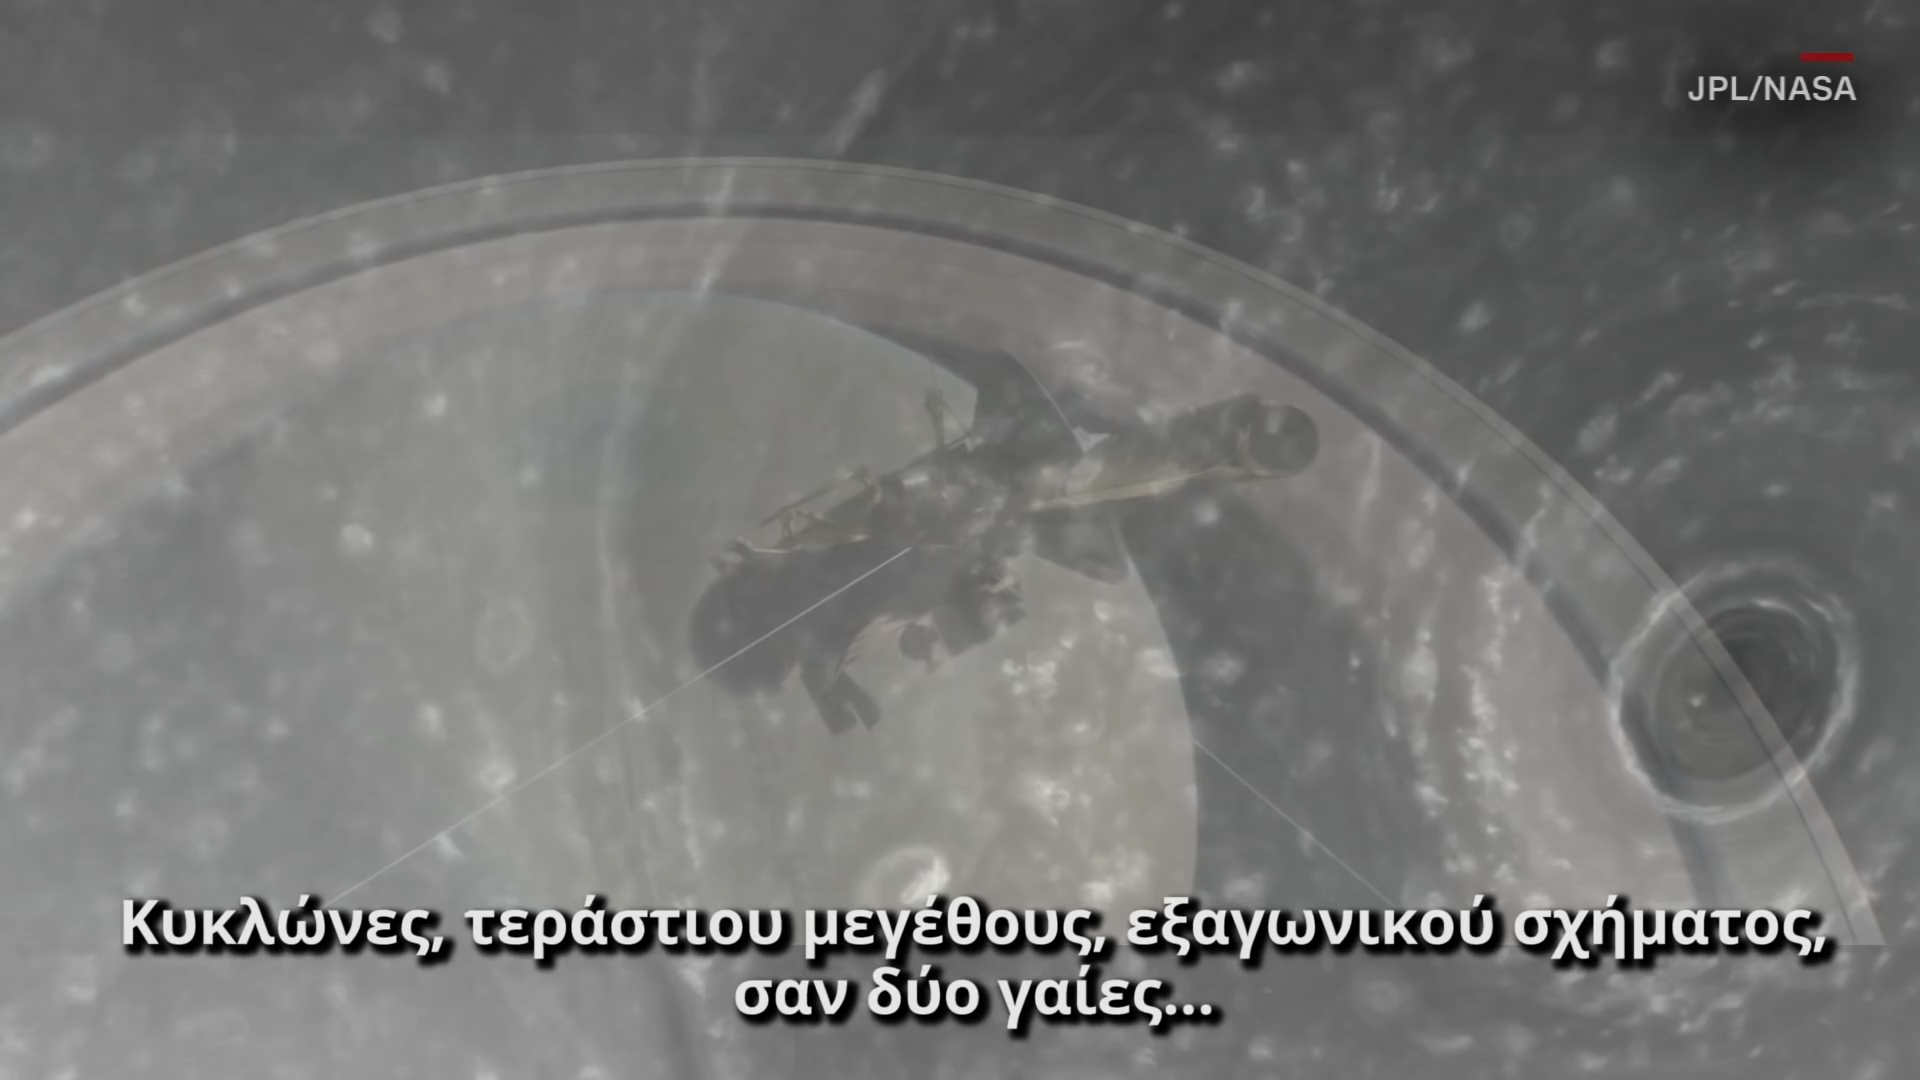 JPL/NASA
Κυκλώνες, τεράστιου μεγέθους, εξαγωνικού σχήματος,
σαν δύο γαίες...